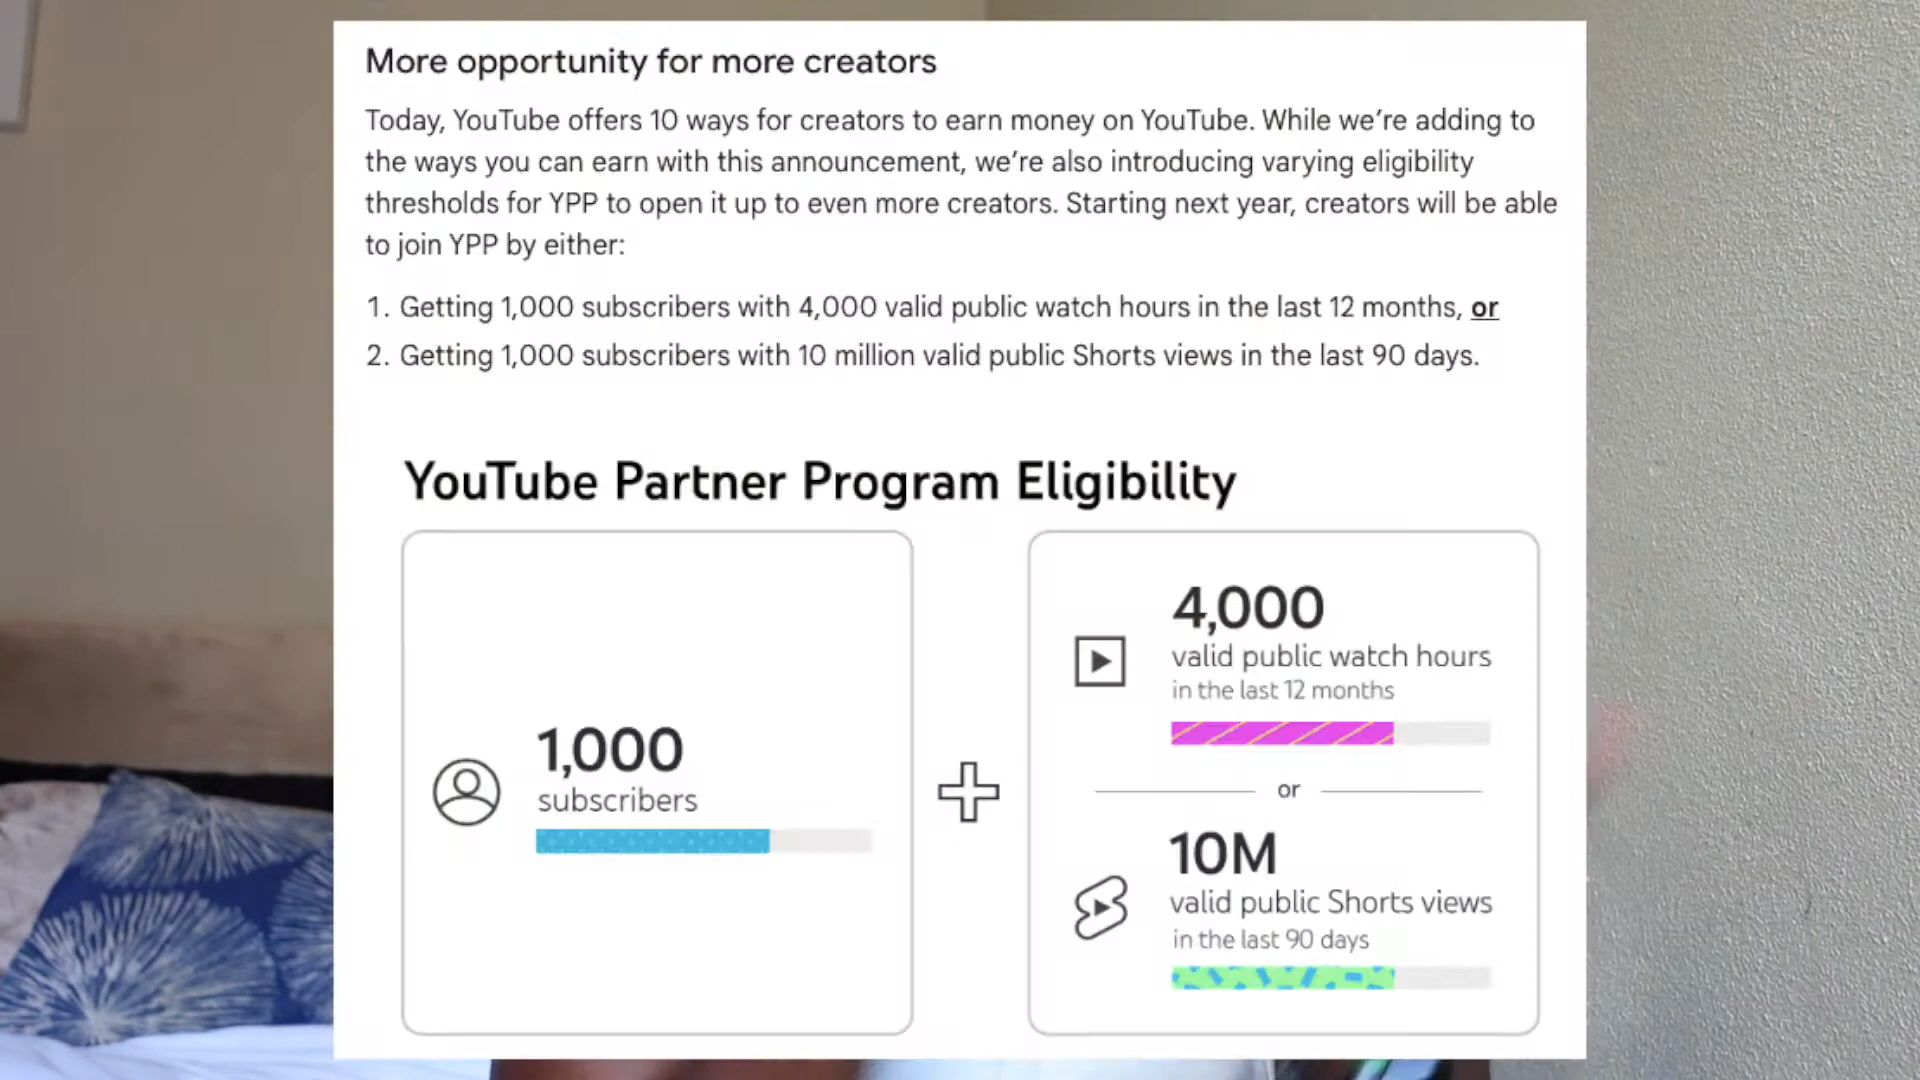 More opportunity for more creators
Today, YouTube offers 10 ways for creators to earn money on YouTube. While we're adding to
the ways you can earn with this announcement, we're also introducing varying eligibility
thresholds for YPP to open it up to even more creators. Starting next year, creators will be able
to join YPP by either:
1. Getting 1,000 subscribers with 4,000 valid public watch hours in the last 12 months, or
2. Getting 1,000 subscribers with 10 million valid public Shorts views in the last 90 days.
YouTube Partner Program Eligibility
1,000
subscribers
4,000
valid public watch hours
in the last 12 months
or
10M
valid public Shorts views
in the last 90 days